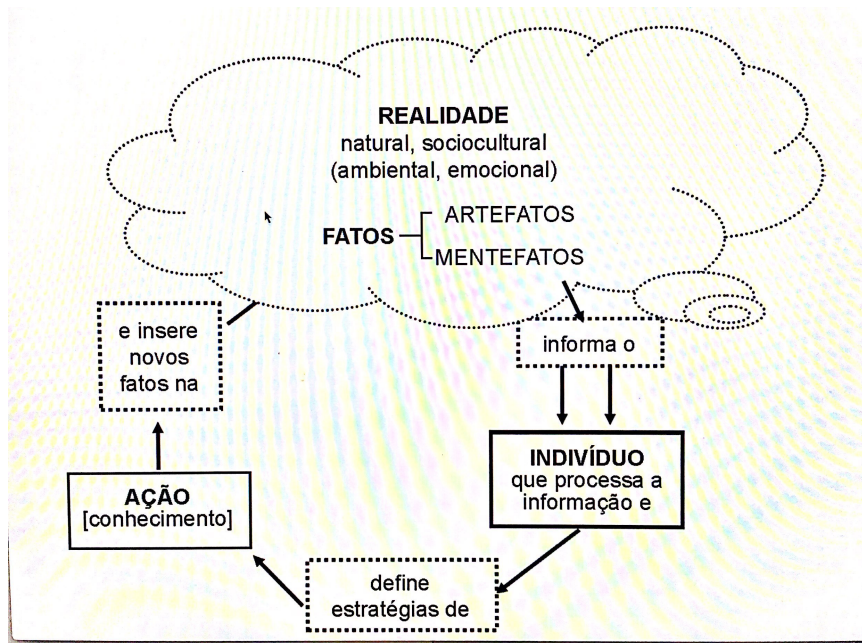 REALIDADE
natural, sociocultural
(ambiental, emocional)
FATOS
ARTEFATOS
MENTEFATOS
informa o
INDIVÍDUO
que processa a
informação e
define
estratégias de
AÇÃO
[conhecimento]
e insere
novos
fatos na